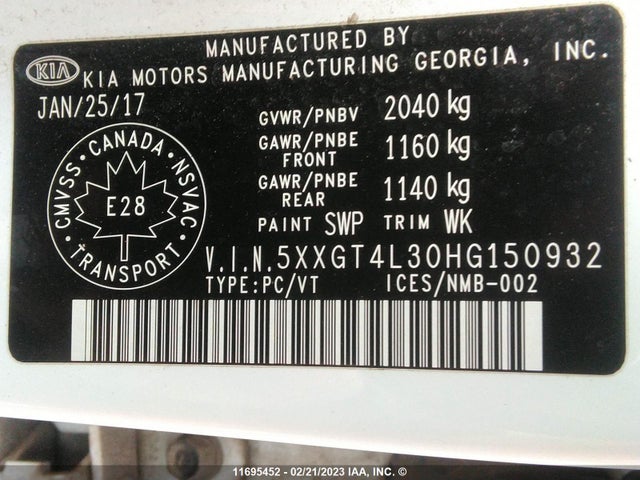 MANUFACTURED BY
KIA KIA MOTORS MANUFACTURING GEORGIA, INC.
JAN/25/17
GVWR/PNBV 2040 kg
GAWR/PNBE FRONT 1160 kg
GAWR/PNBE REAR 1140 kg
PAINT SWP TRIM WK
CMVSS • CANADA • NSVAC • TRANSPORT •
E28
V.I.N.5XXGT4L30HG150932
TYPE:PC/VT ICES/NMB-002
11695452 - 02/21/2023 IAA, INC. ©